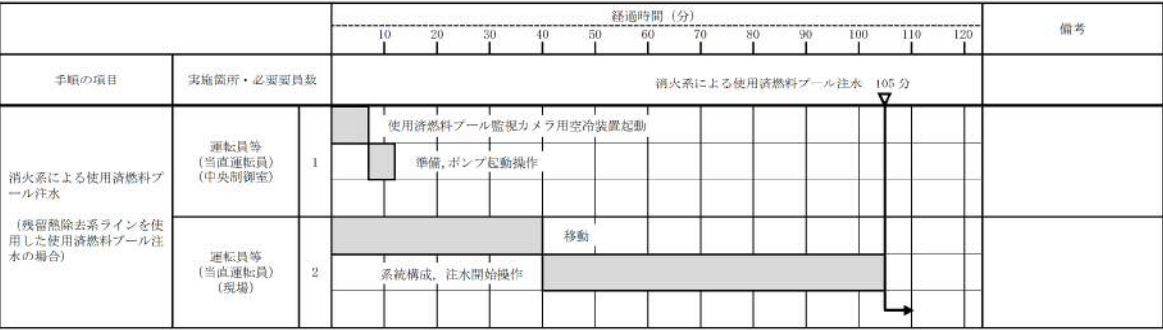 経過時間（分）
備考
10 20 30 40 50 60 70 80 90 100 110 120
手順の項目
実施箇所・必要要員数
消火系による使用済燃料プール注水 105 分
消火系による使用済燃料プ
ール注水
（残留熱除去系ラインを使
用した使用済燃料プール注
水の場合）
運転員等
（当直運転員）
（中央制御室）
1
使用済燃料プール監視カメラ用空冷装置起動
準備，ポンプ起動操作
運転員等
（当直運転員）
（現場）
2
移動
系統構成，注水開始操作